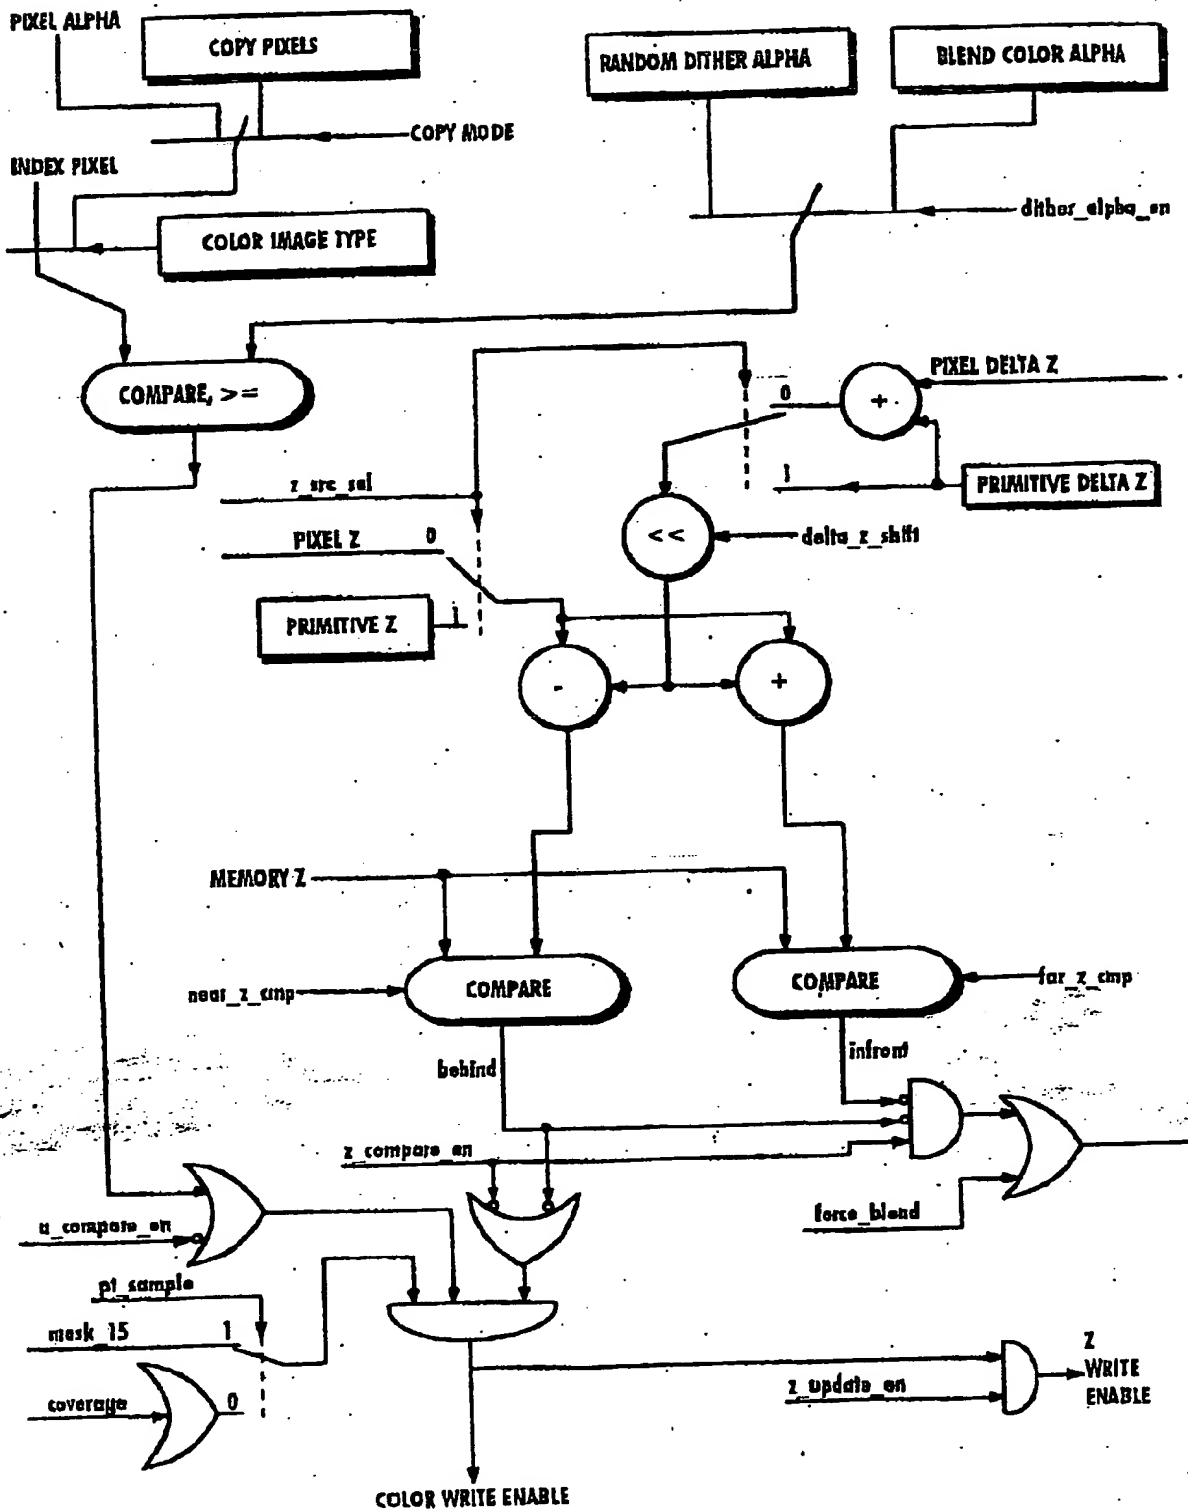 PIXEL ALPHA
COPY PIXELS
RANDOM DITHER ALPHA
BLEND COLOR ALPHA
COPY MODE
INDEX PIXEL
dither_alpha_en
COLOR IMAGE TYPE
COMPARE, >=
PIXEL DELTA Z
0
+
z_src_sel
1
PRIMITIVE DELTA Z
PIXEL Z
0
<<
delta_z_shift
PRIMITIVE Z
1
-
+
MEMORY Z
near_z_cmp
COMPARE
COMPARE
far_z_cmp
behind
infront
z_compare_en
force_blend
a_compare_en
pt_sample
mask_15
1
coverage
0
z_update_en
Z
WRITE
ENABLE
COLOR WRITE ENABLE